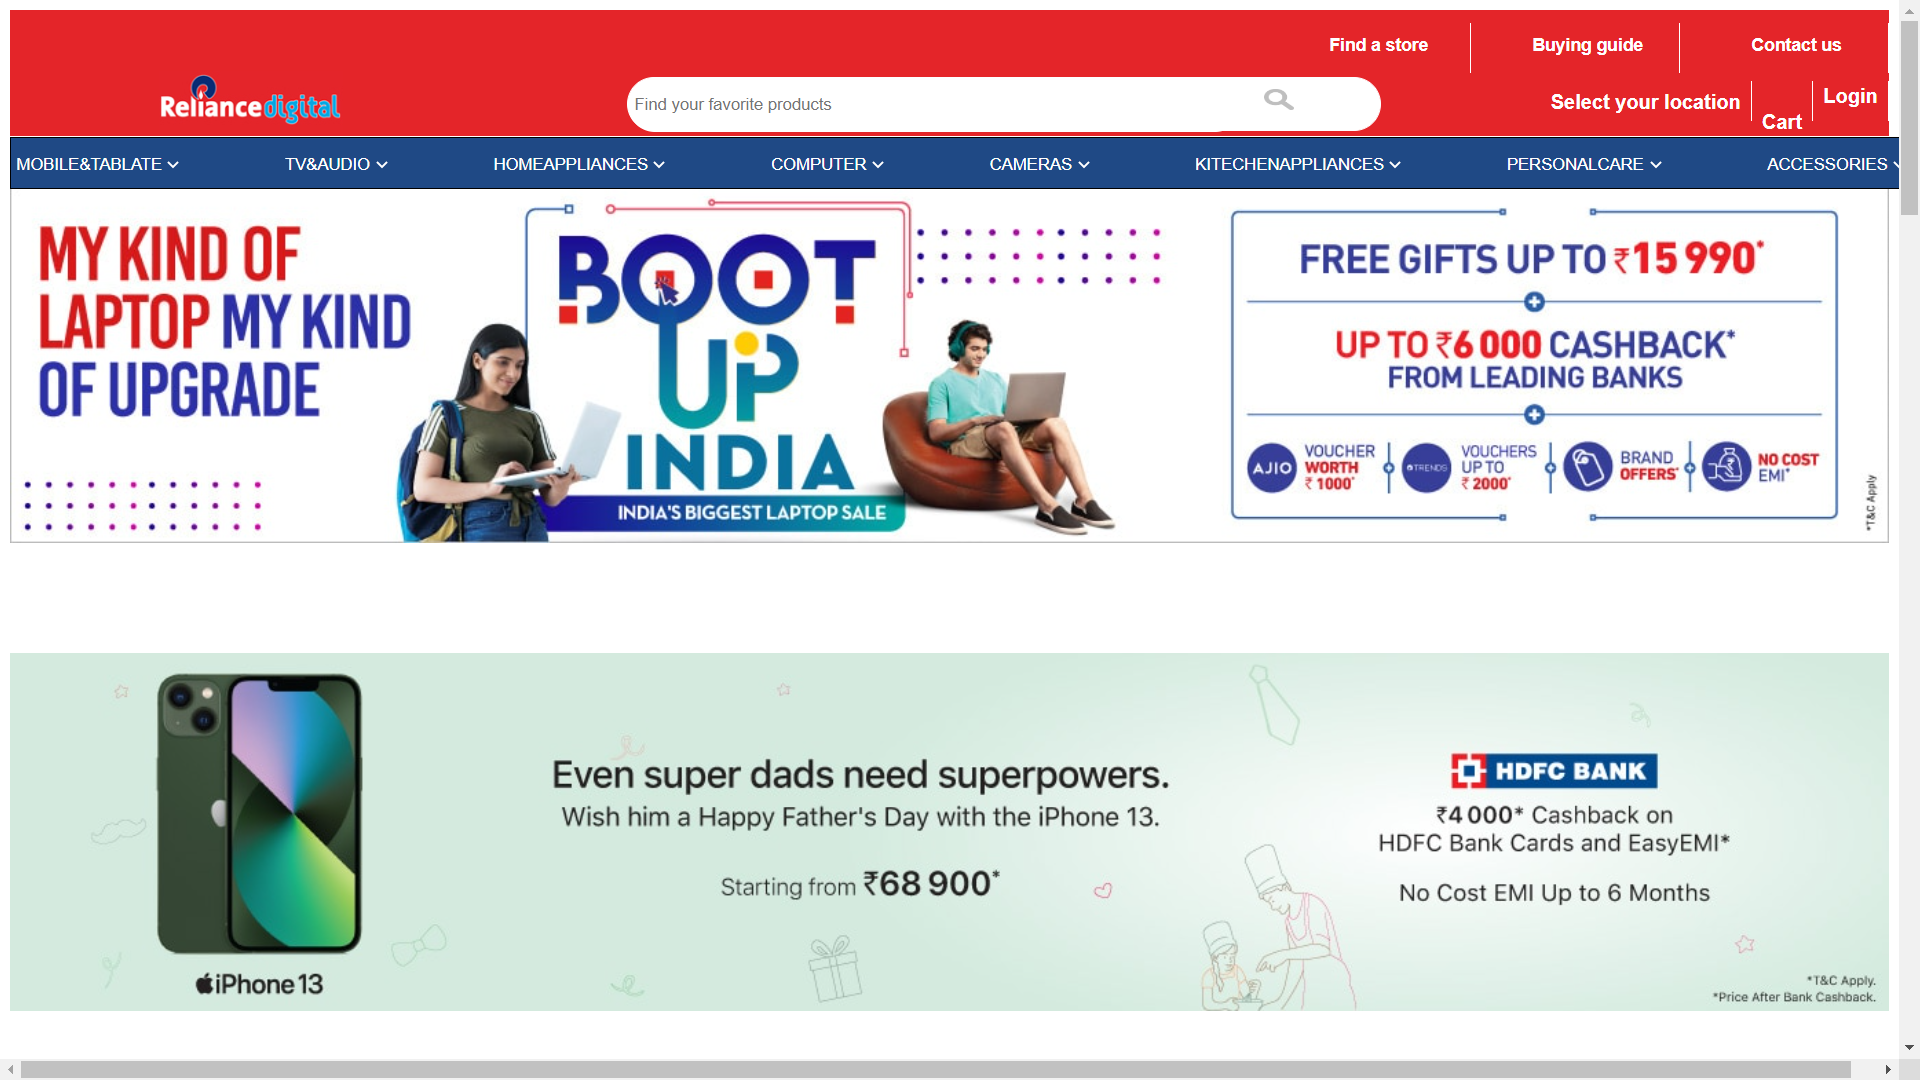 Find a store
Buying guide
Contact us
Reliance digital
Find your favorite products
Select your location
Cart
Login
MOBILE&TABLATE
TV&AUDIO
HOMEAPPLIANCES
COMPUTER
CAMERAS
KITECHENAPPLIANCES
PERSONALCARE
ACCESSORIES
MY KIND OF
LAPTOP MY KIND
OF UPGRADE
BOOT
UP
INDIA
INDIA'S BIGGEST LAPTOP SALE
FREE GIFTS UP TO ₹15 990*
UP TO ₹6 000 CASHBACK*
FROM LEADING BANKS
AJIO
VOUCHER
WORTH
₹ 1000*
TRENDS
VOUCHERS
UP TO
₹ 2000*
BRAND
OFFERS*
NO COST
EMI*
*T&C Apply
iPhone 13
Even super dads need superpowers.
Wish him a Happy Father's Day with the iPhone 13.
Starting from ₹68 900*
HDFC BANK
₹4 000* Cashback on
HDFC Bank Cards and EasyEMI*
No Cost EMI Up to 6 Months
*T&C Apply.
*Price After Bank Cashback.